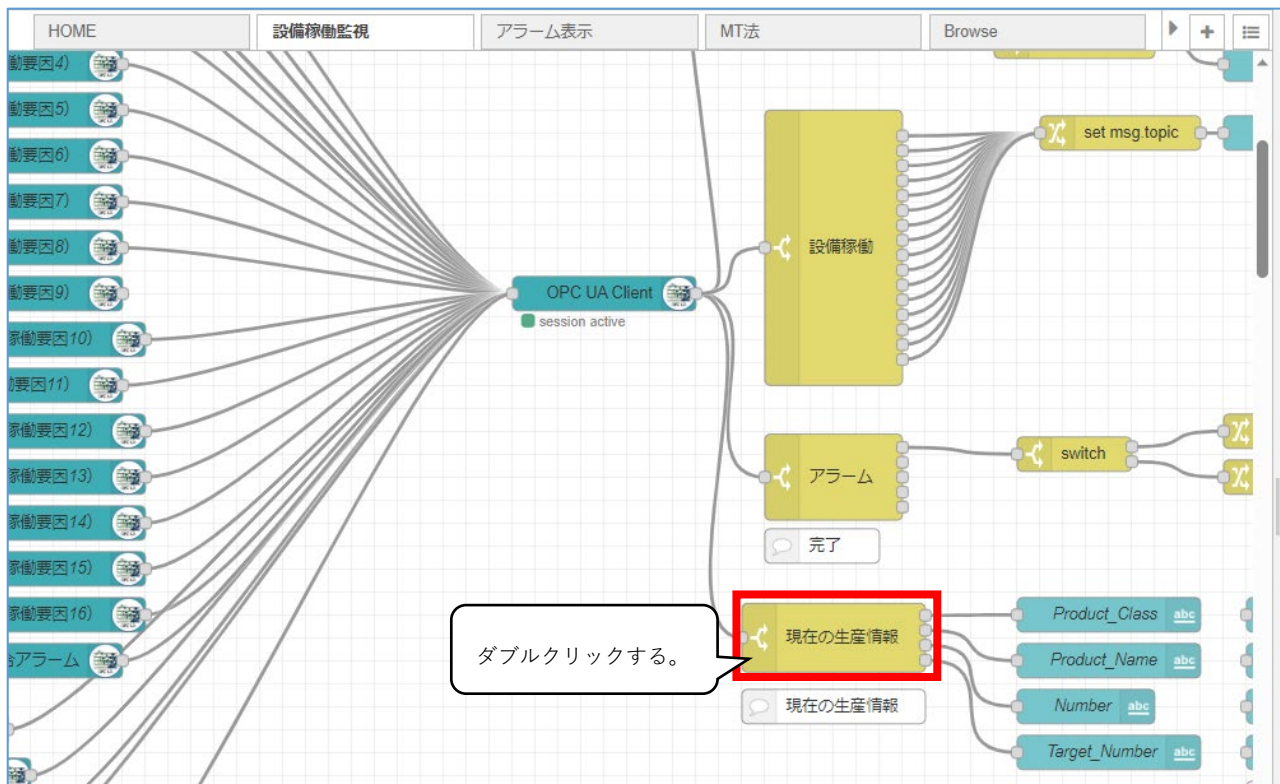 HOME
設備稼働監視
アラーム表示
MT法
Browse
動要因4)
動要因5)
動要因6)
動要因7)
動要因8)
動要因9)
稼働要因10)
動要因11)
稼働要因12)
稼働要因13)
稼働要因14)
稼働要因15)
稼働要因16)
合アラーム
OPC UA Client
session active
設備稼働
set msg.topic
アラーム
switch
完了
ダブルクリックする。
現在の生産情報
現在の生産情報
Product_Class abc
Product_Name abc
Number abc
Target_Number abc